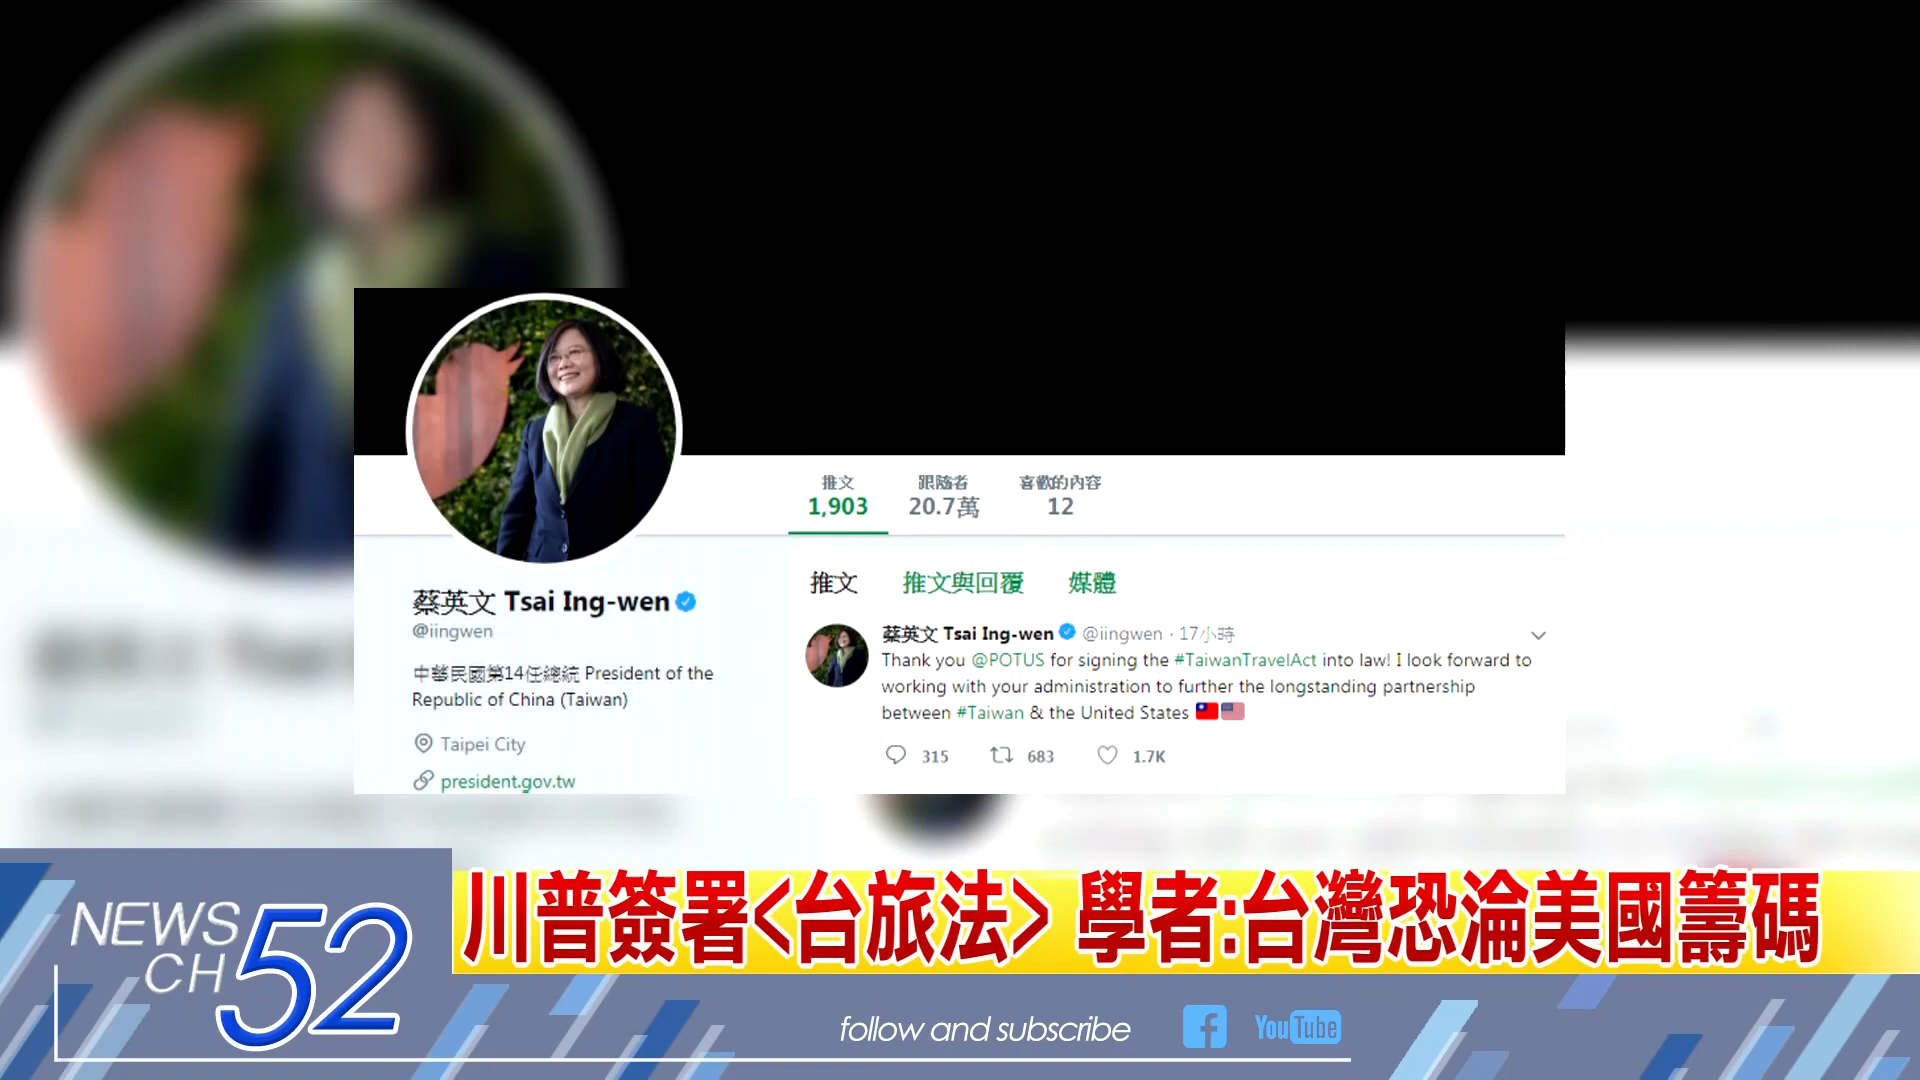 推文 跟隨者 喜歡的內容
1,903 20.7萬 12
蔡英文 Tsai Ing-wen
@iingwen
中華民國第14任總統 President of the
Republic of China (Taiwan)
Taipei City
president.gov.tw
推文 推文與回覆 媒體
蔡英文 Tsai Ing-wen @iingwen · 17小時
Thank you @POTUS for signing the #TaiwanTravelAct into law! I look forward to
working with your administration to further the longstanding partnership
between #Taiwan & the United States
315 683 1.7K
川普簽署<台旅法> 學者:台灣恐淪美國籌碼
NEWS
CH 52
follow and subscribe
YouTube